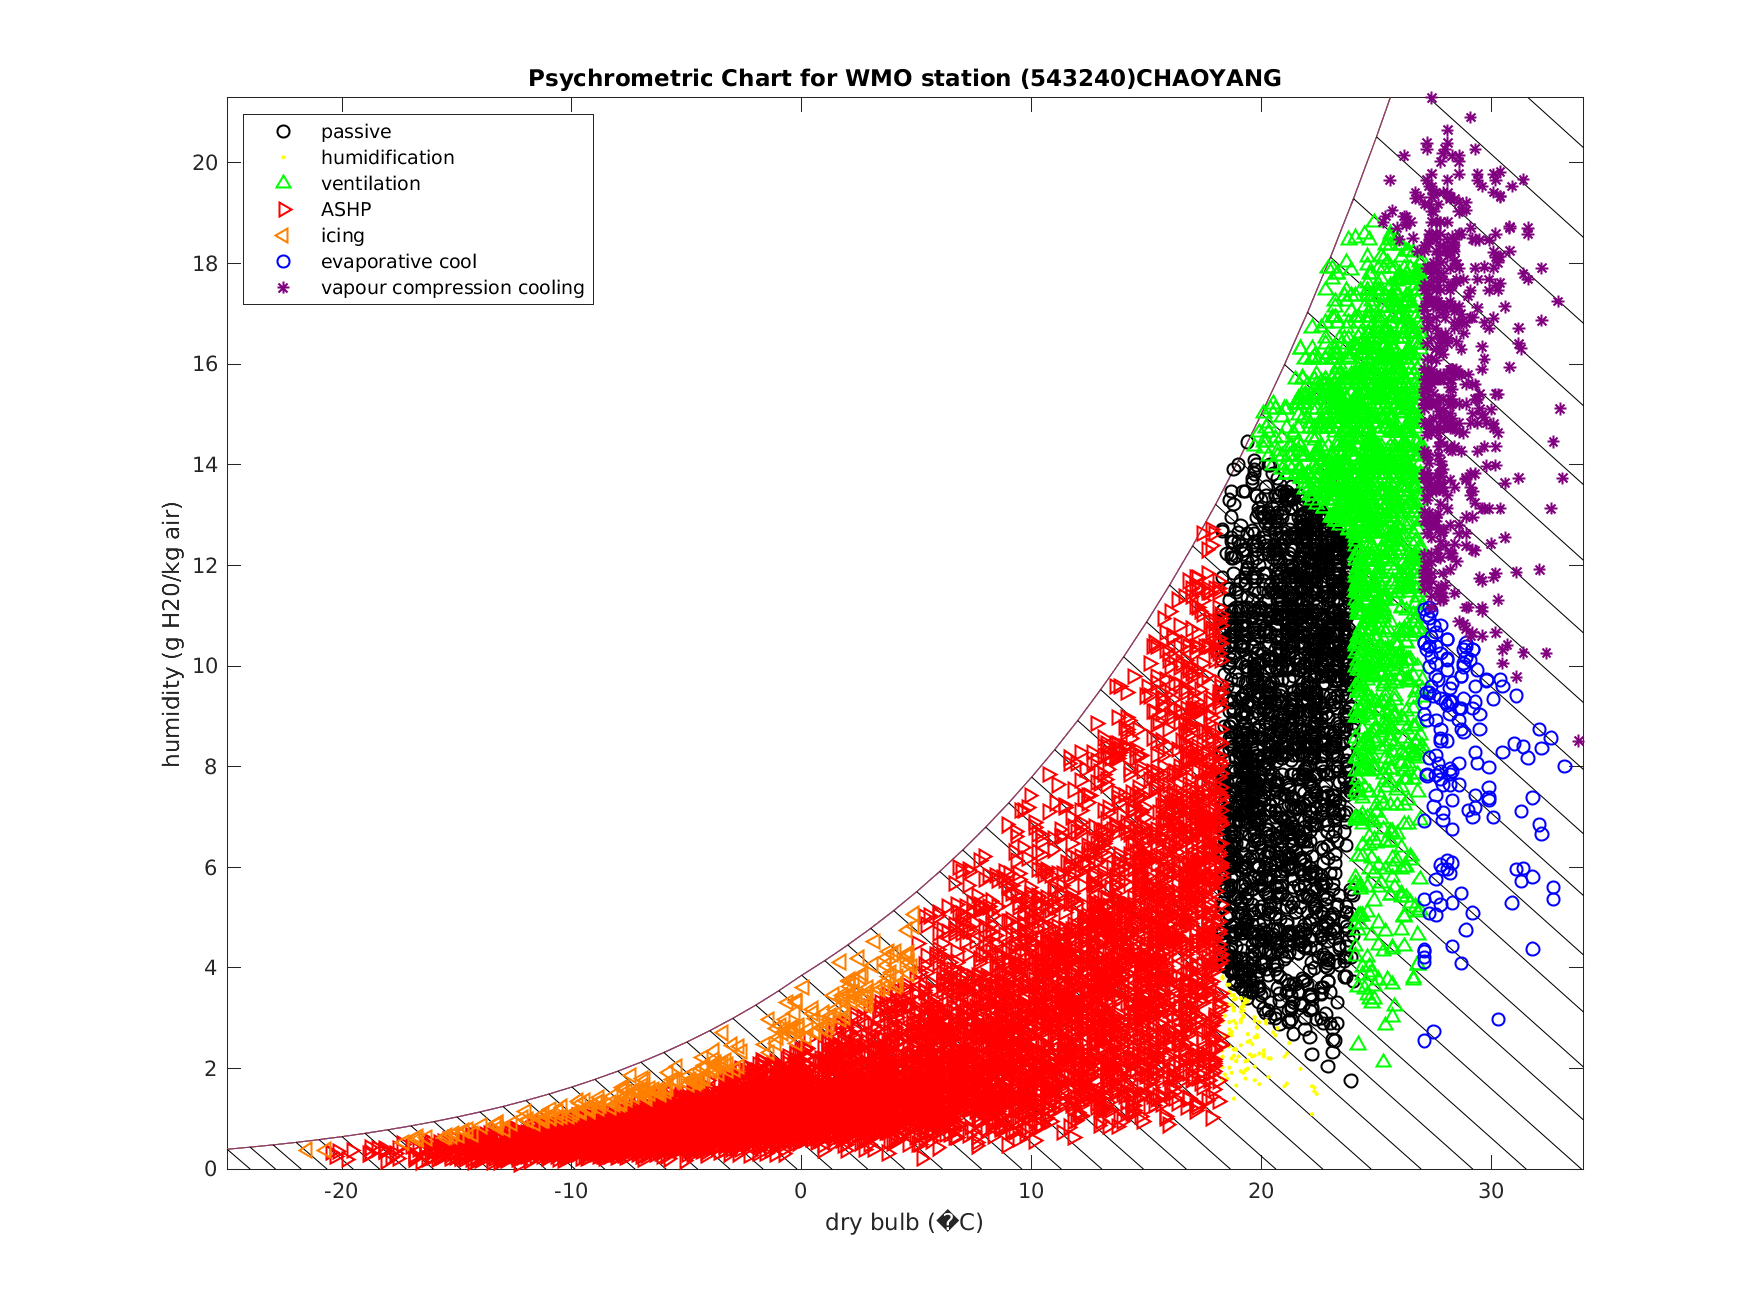 Psychrometric Chart for WMO station (543240)CHAOYANG
passive
humidification
ventilation
ASHP
icing
evaporative cool
vapour compression cooling
20
18
16
14
12
10
8
6
4
2
0
humidity (g H20/kg air)
-20
-10
0
10
20
30
dry bulb (�C)